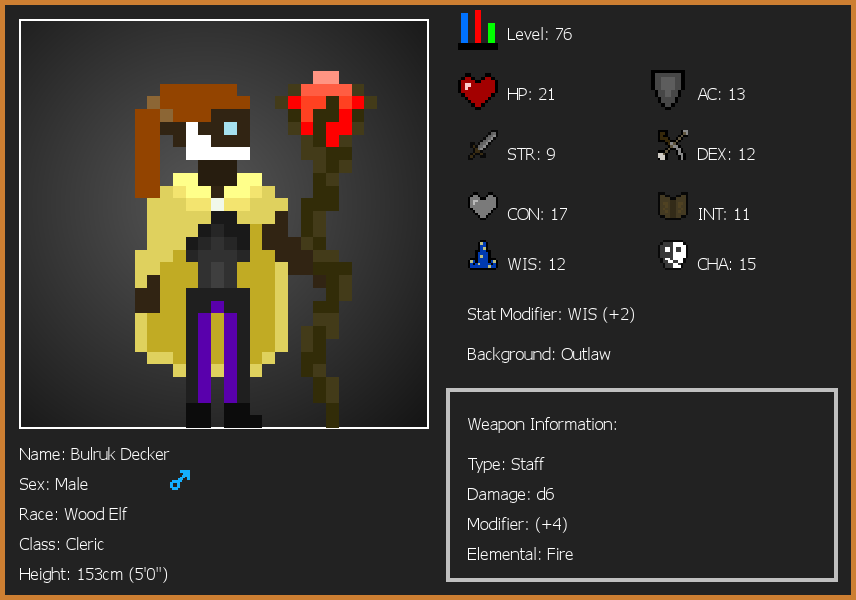 Level: 76
HP: 21
AC: 13
STR: 9
DEX: 12
CON: 17
INT: 11
WIS: 12
CHA: 15
Stat Modifier: WIS (+2)
Background: Outlaw
Weapon Information:
Type: Staff
Damage: d6
Modifier: (+4)
Elemental: Fire
Name: Bulruk Decker
Sex: Male
Race: Wood Elf
Class: Cleric
Height: 153cm (5'0")